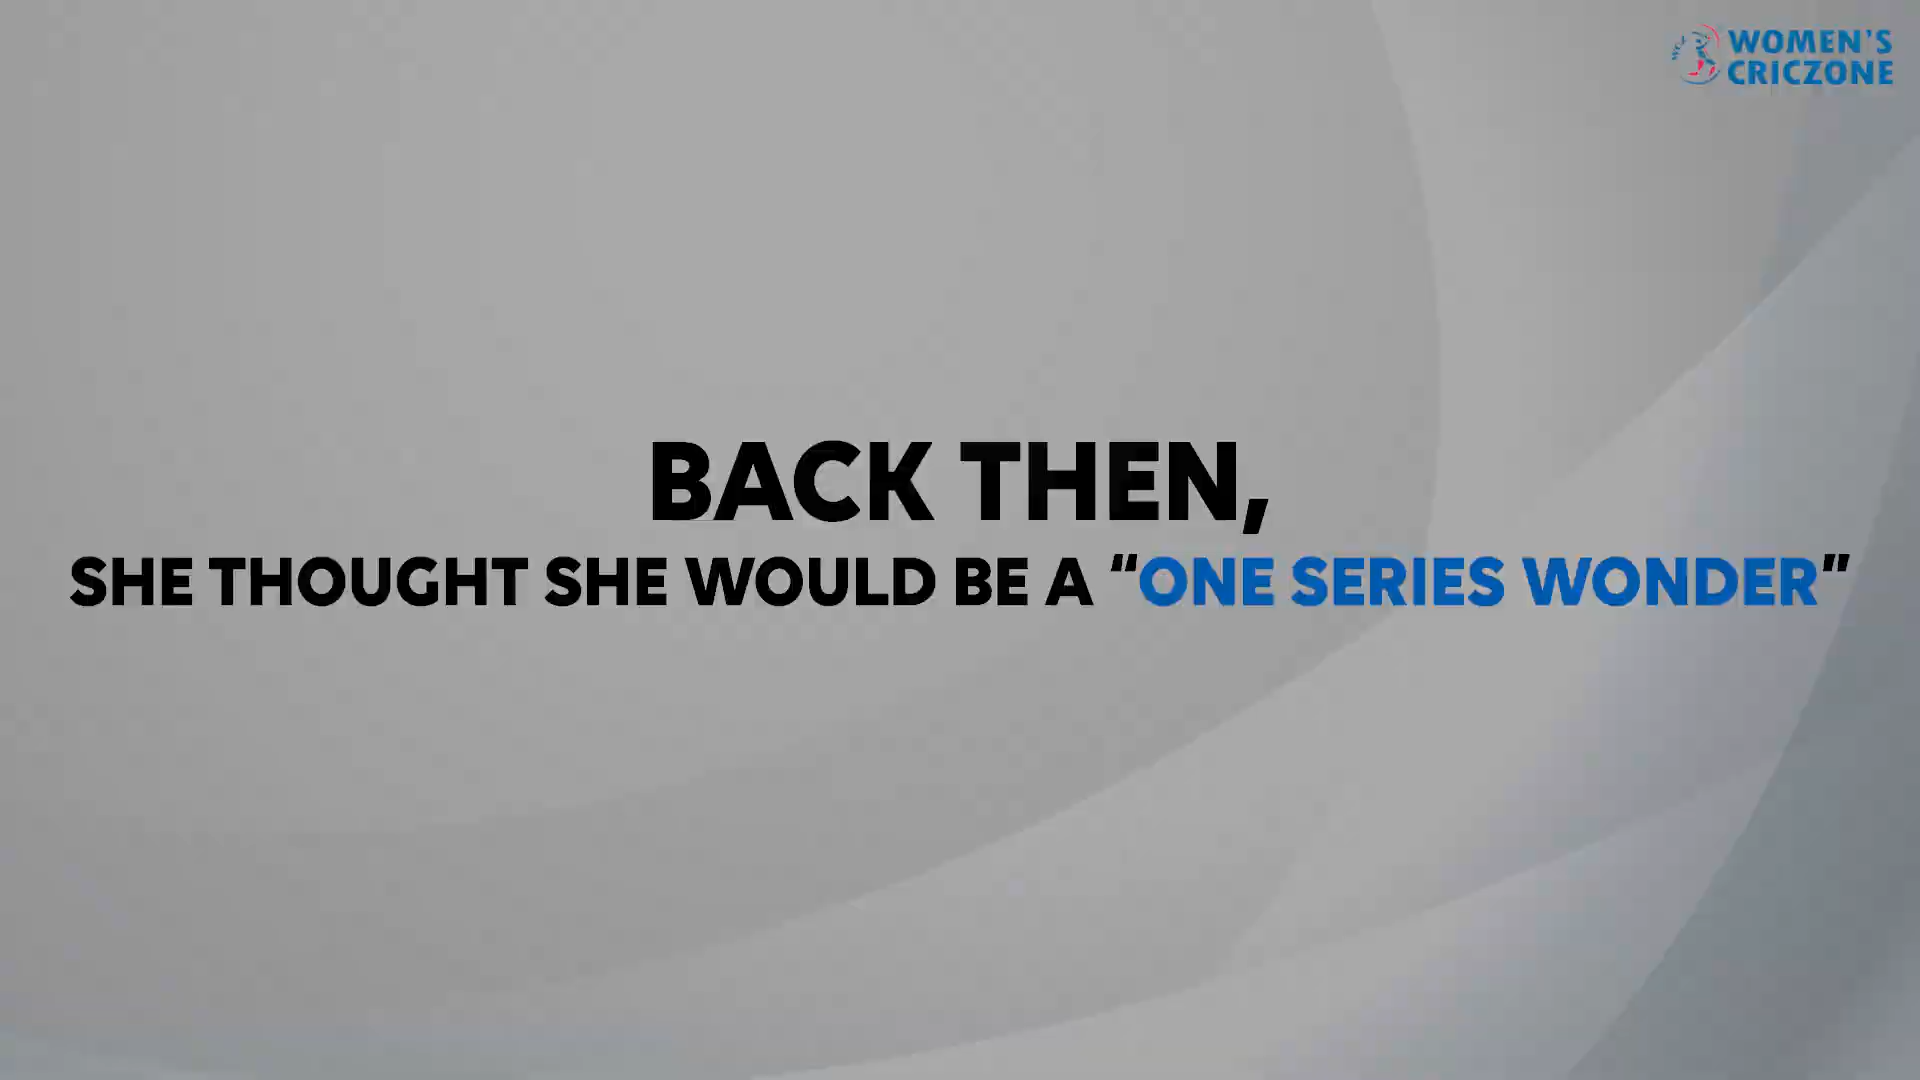 WOMEN'S
CRICZONE
BACK THEN,
SHE THOUGHT SHE WOULD BE A “ONE SERIES WONDER”